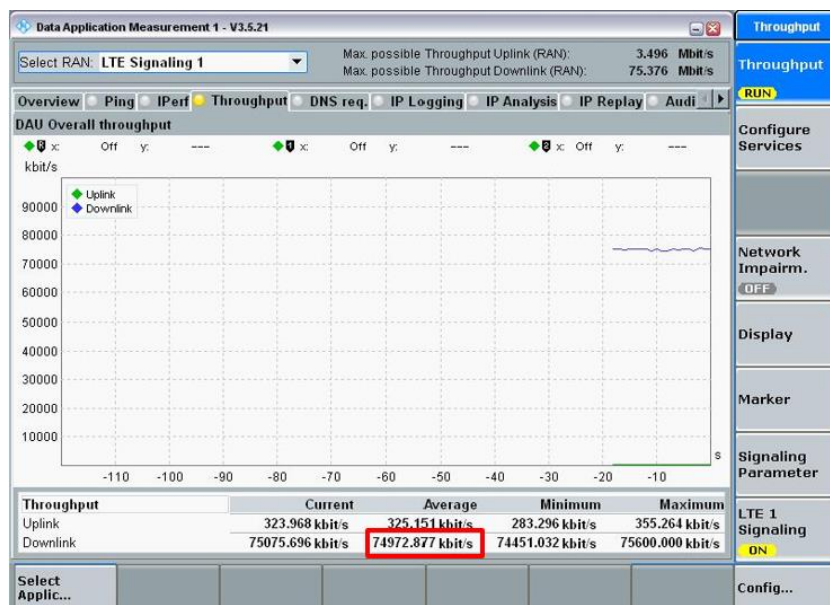 Data Application Measurement 1 - V3.5.21
Throughput
Select RAN: LTE Signaling 1
Max. possible Throughput Uplink (RAN): 3.496 Mbit/s
Max. possible Throughput Downlink (RAN): 75.376 Mbit/s
Throughput
RUN
Overview Ping IPerf Throughput DNS req. IP Logging IP Analysis IP Replay Audi
DAU Overall throughput
x: Off y: --- x: Off y: --- x: Off y: ---
kbit/s
Configure
Services
Uplink
Downlink
90000
80000
70000
60000
50000
40000
30000
20000
10000
s
-110 -100 -90 -80 -70 -60 -50 -40 -30 -20 -10
Network
Impairm.
OFF
Display
Marker
Signaling
Parameter
Throughput Current Average Minimum Maximum
Uplink 323.968 kbit/s 325.151 kbit/s 283.296 kbit/s 355.264 kbit/s
Downlink 75075.696 kbit/s 74972.877 kbit/s 74451.032 kbit/s 75600.000 kbit/s
LTE 1
Signaling
ON
Select
Applic...
Config...